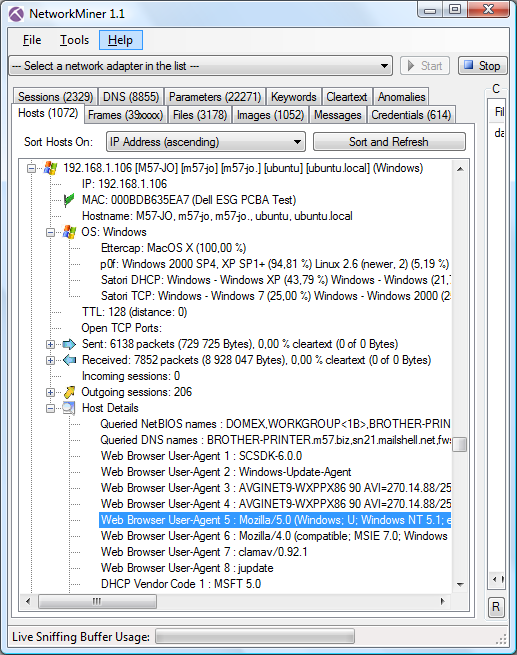 NetworkMiner 1.1
File Tools Help
--- Select a network adapter in the list ---
Start
Stop
Sessions (2329) DNS (8855) Parameters (22271) Keywords Cleartext Anomalies
Hosts (1072) Frames (39xxxx) Files (3178) Images (1052) Messages Credentials (614)
Sort Hosts On: IP Address (ascending) Sort and Refresh
192.168.1.106 [M57-JO] [m57-jo] [m57-jo.] [ubuntu] [ubuntu.local] (Windows)
IP: 192.168.1.106
MAC: 000BDB635EA7 (Dell ESG PCBA Test)
Hostname: M57-JO, m57-jo, m57-jo., ubuntu, ubuntu.local
OS: Windows
Ettercap: MacOS X (100,00 %)
p0f: Windows 2000 SP4, XP SP1+ (94,81 %) Linux 2.6 (newer, 2) (5,19 %)
Satori DHCP: Windows - Windows XP (43,79 %) Windows - Windows (21,7
Satori TCP: Windows - Windows 7 (25,00 %) Windows - Windows 2000 (25
TTL: 128 (distance: 0)
Open TCP Ports:
Sent: 6138 packets (729 725 Bytes), 0,00 % cleartext (0 of 0 Bytes)
Received: 7852 packets (8 928 047 Bytes), 0,00 % cleartext (0 of 0 Bytes)
Incoming sessions: 0
Outgoing sessions: 206
Host Details
Queried NetBIOS names : DOMEX,WORKGROUP<1B>,BROTHER-PRIN
Queried DNS names : BROTHER-PRINTER.m57.biz,sn21.mailshell.net,fws
Web Browser User-Agent 1 : SCSDK-6.0.0
Web Browser User-Agent 2 : Windows-Update-Agent
Web Browser User-Agent 3 : AVGINET9-WXPPX86 90 AVI=270.14.88/25
Web Browser User-Agent 4 : AVGINET9-WXPPX86 90 AVI=270.14.88/25
Web Browser User-Agent 5 : Mozilla/5.0 (Windows; U; Windows NT 5.1; e
Web Browser User-Agent 6 : Mozilla/4.0 (compatible; MSIE 7.0; Windows
Web Browser User-Agent 7 : clamav/0.92.1
Web Browser User-Agent 8 : jupdate
DHCP Vendor Code 1 : MSFT 5.0
Live Sniffing Buffer Usage:
C
Fil
da
R